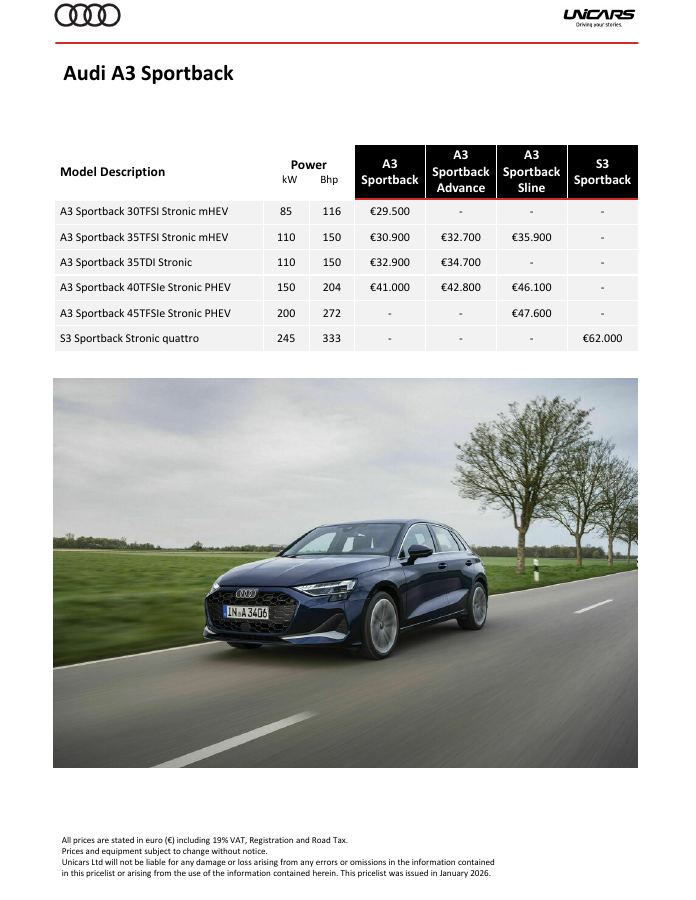 UNICARS
Driving your stories.
Audi A3 Sportback
Model Description
Power
kW Bhp
A3 Sportback
A3 Sportback Advance
A3 Sportback Sline
S3 Sportback
A3 Sportback 30TFSI Stronic mHEV 85 116 €29.500 - - -
A3 Sportback 35TFSI Stronic mHEV 110 150 €30.900 €32.700 €35.900 -
A3 Sportback 35TDI Stronic 110 150 €32.900 €34.700 - -
A3 Sportback 40TFSIe Stronic PHEV 150 204 €41.000 €42.800 €46.100 -
A3 Sportback 45TFSIe Stronic PHEV 200 272 - - €47.600 -
S3 Sportback Stronic quattro 245 333 - - - €62.000
IN A 3406
All prices are stated in euro (€) including 19% VAT, Registration and Road Tax.
Prices and equipment subject to change without notice.
Unicars Ltd will not be liable for any damage or loss arising from any errors or omissions in the information contained
in this pricelist or arising from the use of the information contained herein. This pricelist was issued in January 2026.